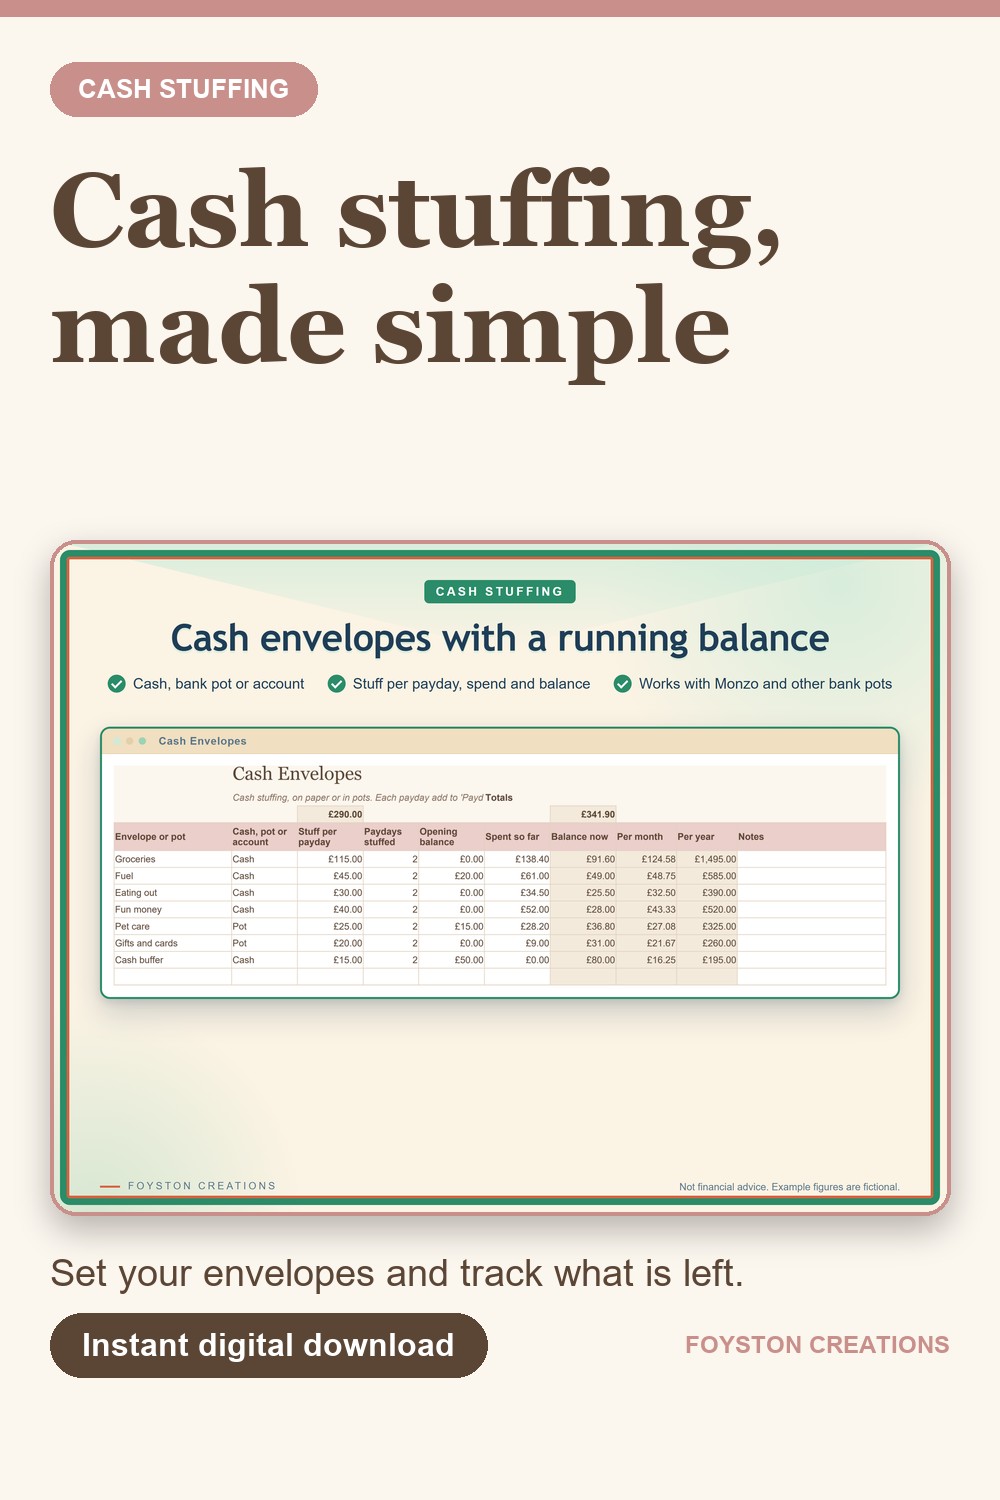 CASH STUFFING
Cash stuffing,
made simple
CASH STUFFING
Cash envelopes with a running balance
Cash, bank pot or account Stuff per payday, spend and balance Works with Monzo and other bank pots
Cash Envelopes
Cash Envelopes
Cash stuffing, on paper or in pots. Each payday add to 'Payd Totals
£290.00 £341.90
Envelope or pot Cash, pot or account Stuff per payday Paydays stuffed Opening balance Spent so far Balance now Per month Per year Notes
Groceries Cash £115.00 2 £0.00 £138.40 £91.60 £124.58 £1,495.00
Fuel Cash £45.00 2 £20.00 £61.00 £49.00 £48.75 £585.00
Eating out Cash £30.00 2 £0.00 £34.50 £25.50 £32.50 £390.00
Fun money Cash £40.00 2 £0.00 £52.00 £28.00 £43.33 £520.00
Pet care Pot £25.00 2 £15.00 £28.20 £36.80 £27.08 £325.00
Gifts and cards Pot £20.00 2 £0.00 £9.00 £31.00 £21.67 £260.00
Cash buffer Cash £15.00 2 £50.00 £0.00 £80.00 £16.25 £195.00
FOYSTON CREATIONS Not financial advice. Example figures are fictional.
Set your envelopes and track what is left.
Instant digital download FOYSTON CREATIONS